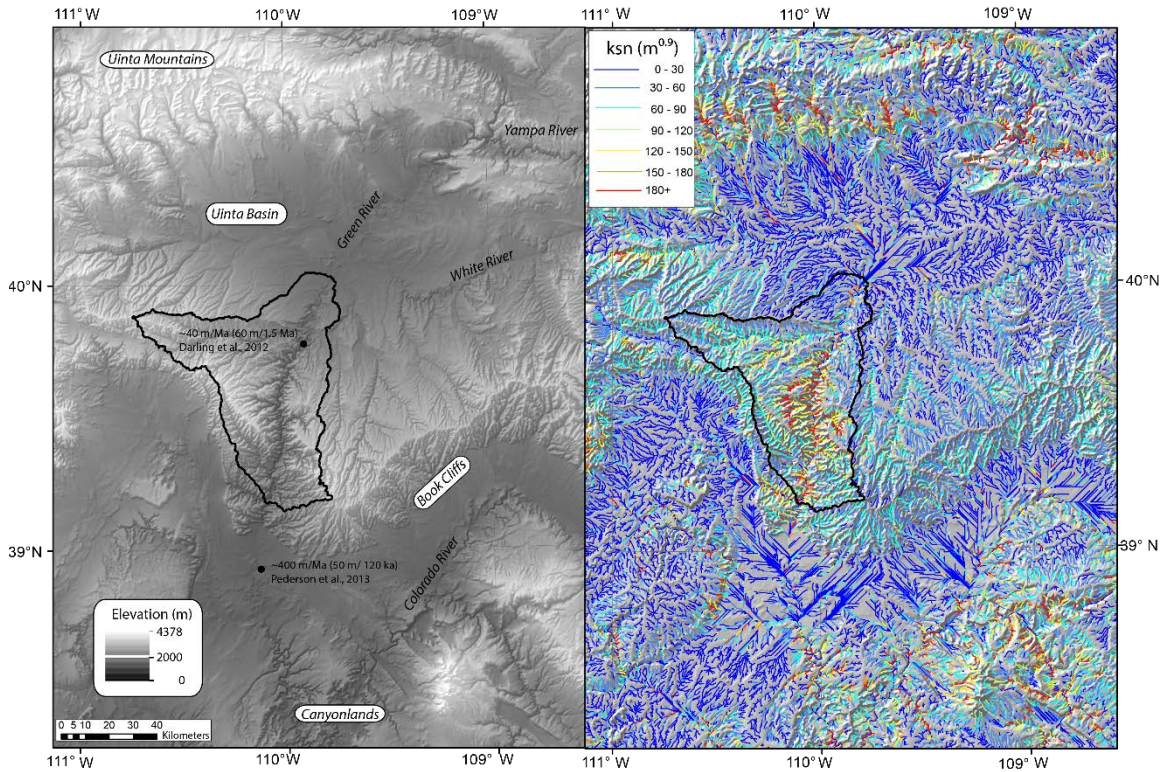 111° W
110° W
109° W
Uinta Mountains
Yampa River
Uinta Basin
Green River
White River
40° N
~40 m/Ma (60 m/1.5 Ma)
Darling et al., 2012
Book Cliffs
39° N
~400 m/Ma (50 m/ 120 ka)
Pederson et al., 2013
Colorado River
Elevation (m)
4378
2000
0
Canyonlands
0 5 10 20 30 40
Kilometers
111° W
110° W
109° W
111° W
110° W
109° W
ksn (m0.9)
0 - 30
30 - 60
60 - 90
90 - 120
120 - 150
150 - 180
180+
40° N
39° N
111° W
110° W
109° W